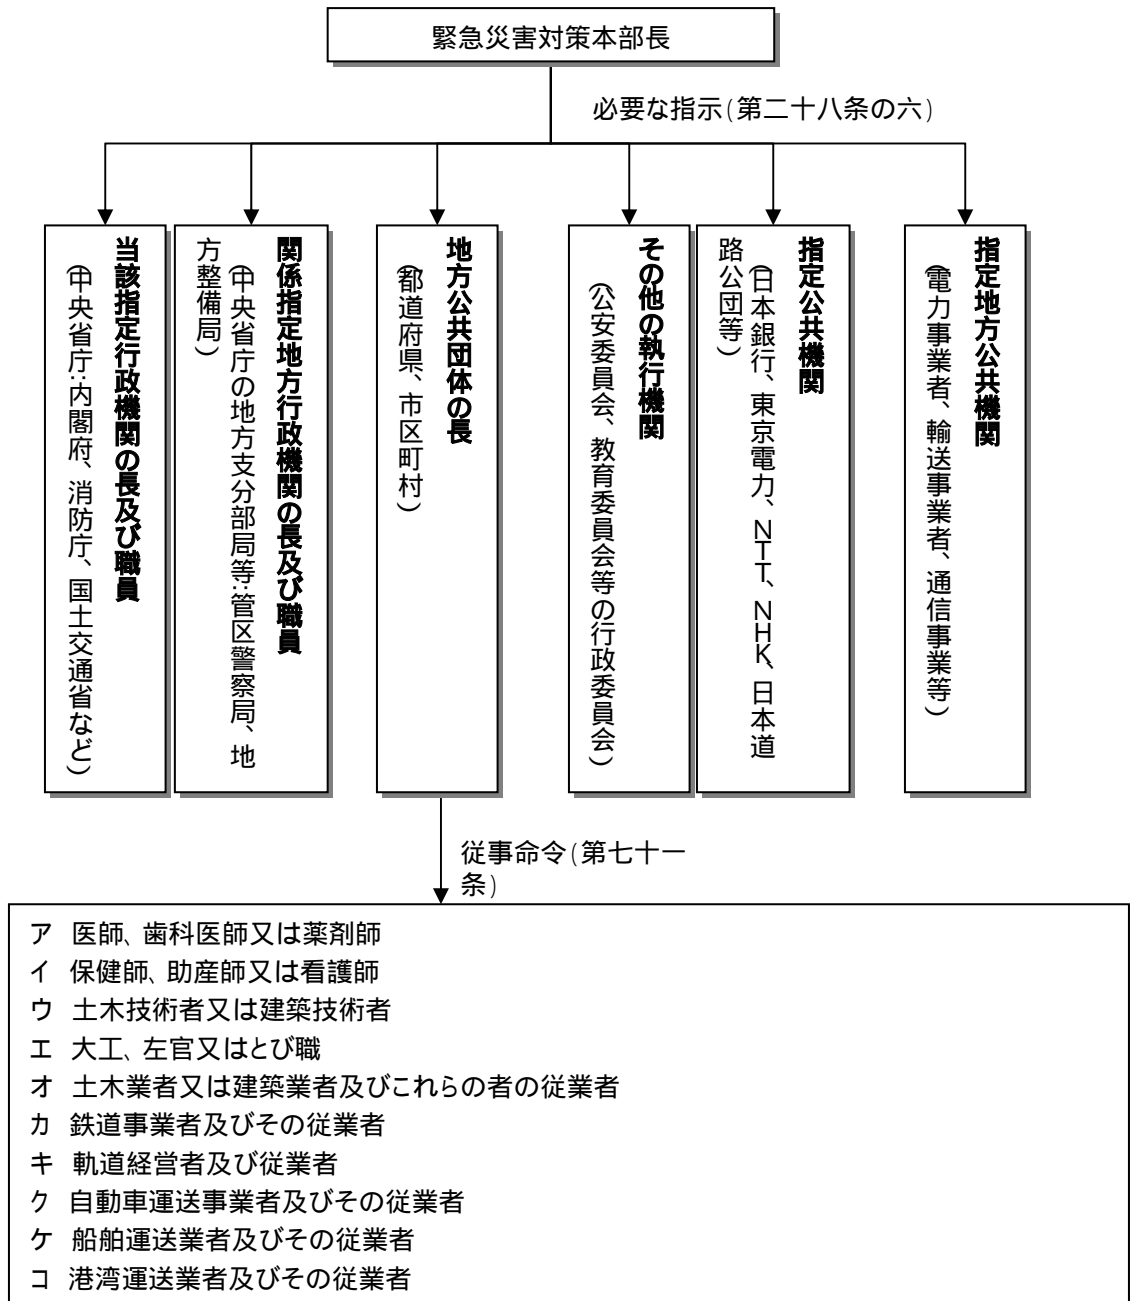 緊急災害対策本部長
必要な指示(第二十八条の六)
当該指定行政機関の長及び職員
(中央省庁:内閣府、消防庁、国土交通省など)
関係指定地方行政機関の長及び職員
(中央省庁の地方支分部局等:管区警察局、地
方整備局)
地方公共団体の長
(都道府県、市区町村)
その他の執行機関
(公安委員会、教育委員会等の行政委員会)
指定公共機関
(日本銀行、東京電力、NTT、NHK、日本道
路公団等)
指定地方公共機関
(電力事業者、輸送事業者、通信事業等)
従事命令(第七十一
条)
ア 医師、歯科医師又は薬剤師
イ 保健師、助産師又は看護師
ウ 土木技術者又は建築技術者
エ 大工、左官又はとび職
オ 土木業者又は建築業者及びこれらの者の従業者
カ 鉄道事業者及びその従業者
キ 軌道経営者及び従業者
ク 自動車運送事業者及びその従業者
ケ 船舶運送業者及びその従業者
コ 港湾運送業者及びその従業者